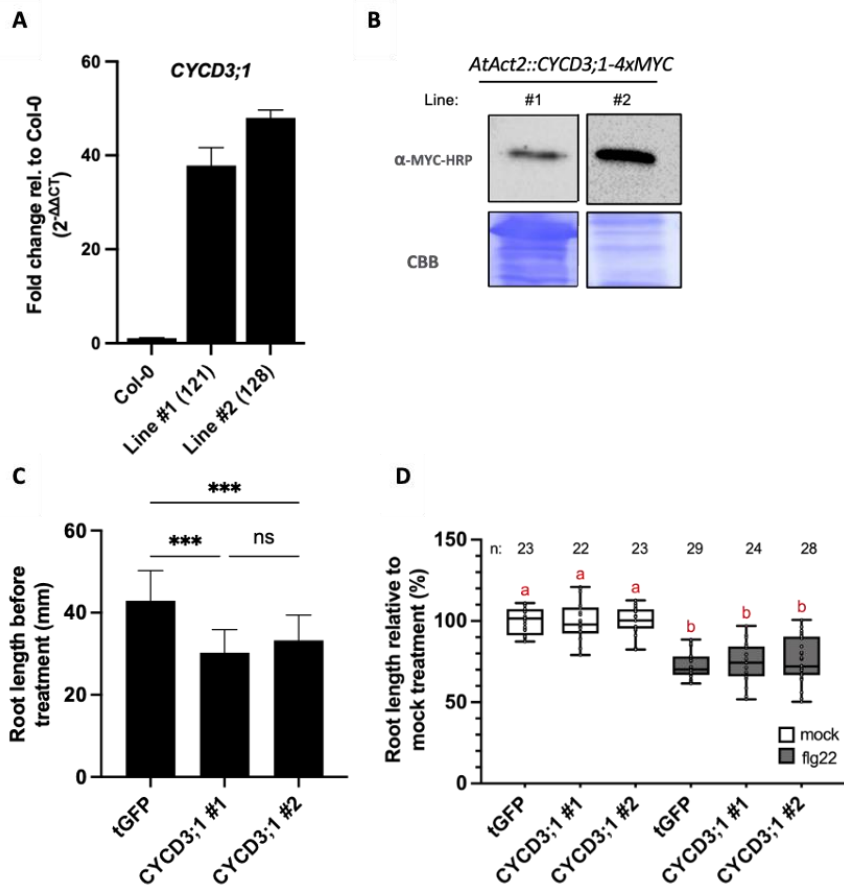 A
CYCD3;1
Fold change rel. to Col-0
(2-ΔΔCT)
60
40
20
0
Col-0
Line #1 (121)
Line #2 (128)
B
AtAct2::CYCD3;1-4xMYC
Line: #1 #2
α-MYC-HRP
CBB
C
***
*** ns
Root length before
treatment (mm)
60
40
20
0
tGFP
CYCD3;1 #1
CYCD3;1 #2
D
Root length relative to
mock treatment (%)
150
100
50
0
n: 23 22 23 29 24 28
a a a b b b
mock
flg22
tGFP
CYCD3;1 #1
CYCD3;1 #2
tGFP
CYCD3;1 #1
CYCD3;1 #2